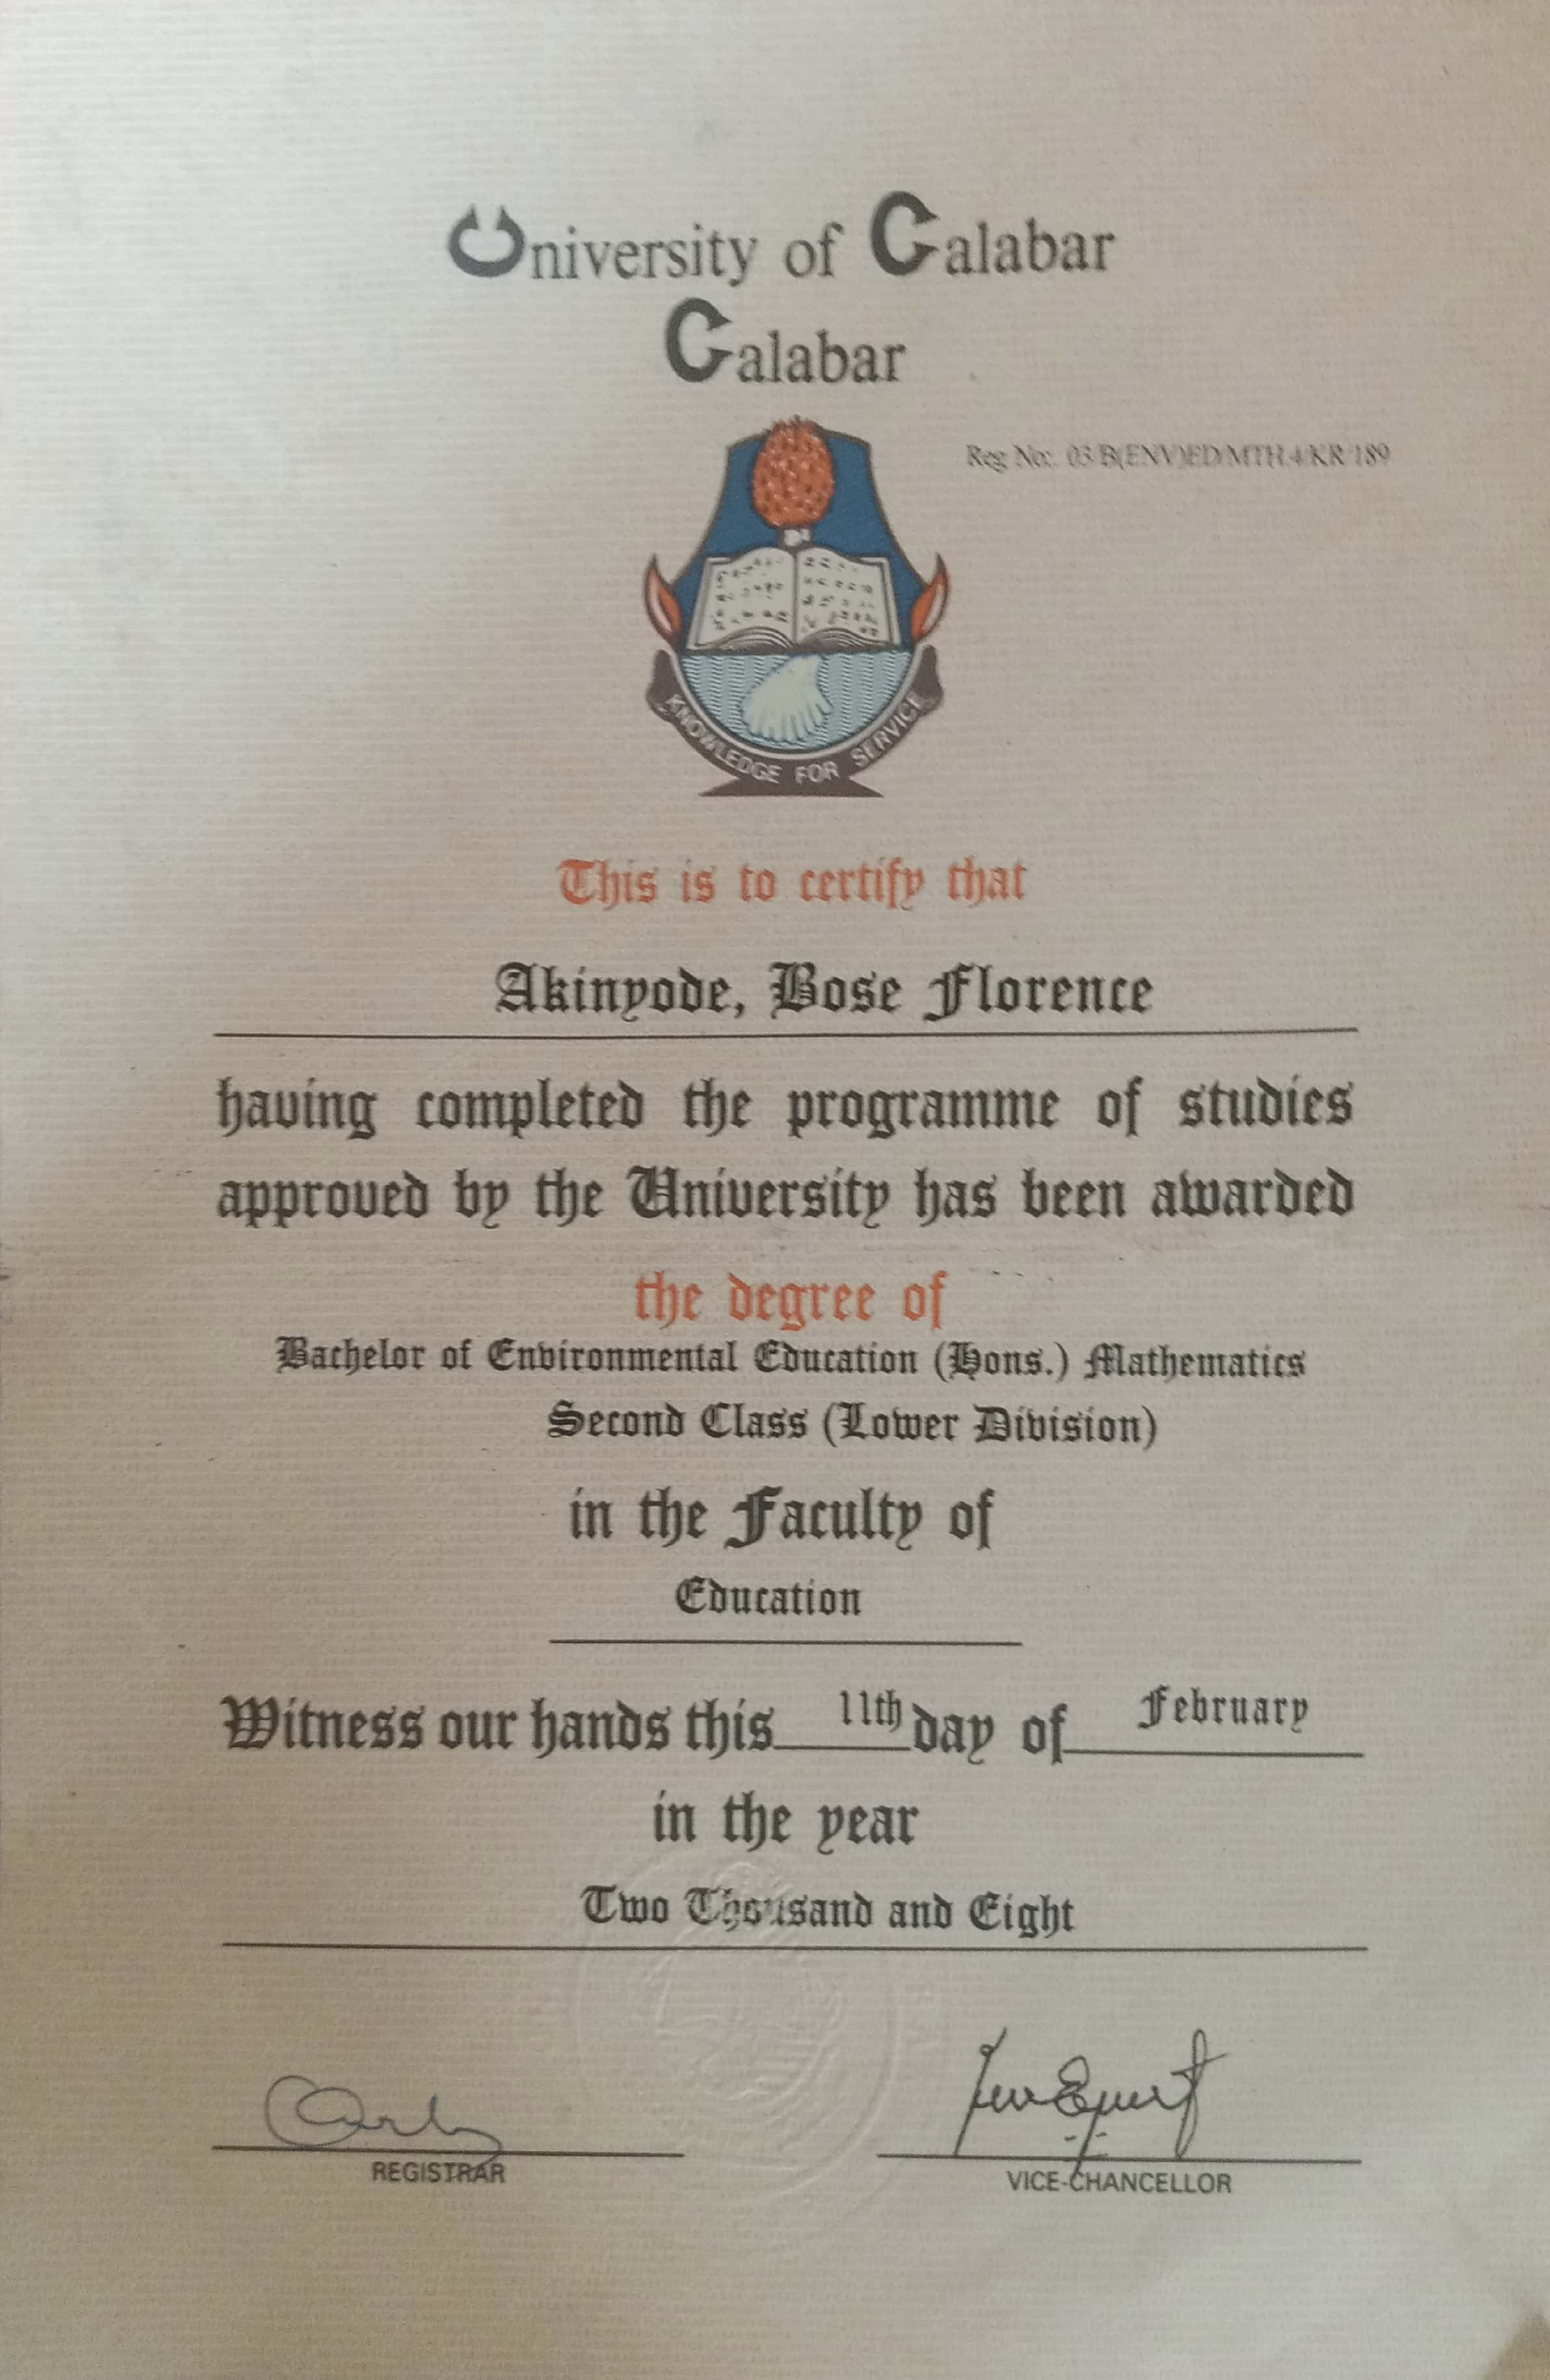 University of Calabar
Calabar
Reg No: 03/B(ENV)ED/MTH.4/KR/189
KNOWLEDGE FOR SERVICE
This is to certify that
Akinyode, Bose Florence
having completed the programme of studies
approved by the University has been awarded
the degree of
Bachelor of Environmental Education (Hons.) Mathematics
Second Class (Lower Division)
in the Faculty of
Education
Witness our hands this 11th day of February
in the year
Two Thousand and Eight
REGISTRAR
VICE-CHANCELLOR